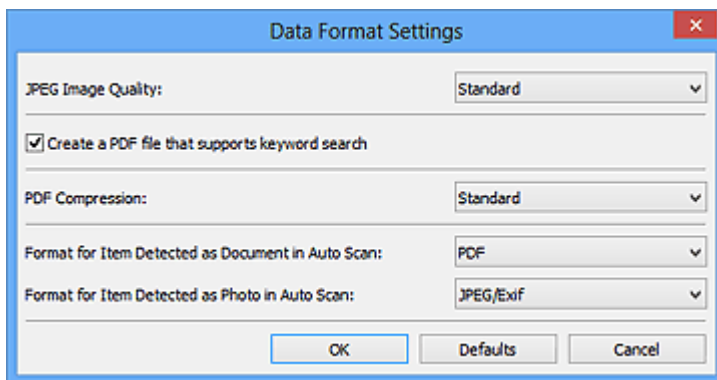 Data Format Settings
JPEG Image Quality: Standard
Create a PDF file that supports keyword search
PDF Compression: Standard
Format for Item Detected as Document in Auto Scan: PDF
Format for Item Detected as Photo in Auto Scan: JPEG/Exif
OK Defaults Cancel